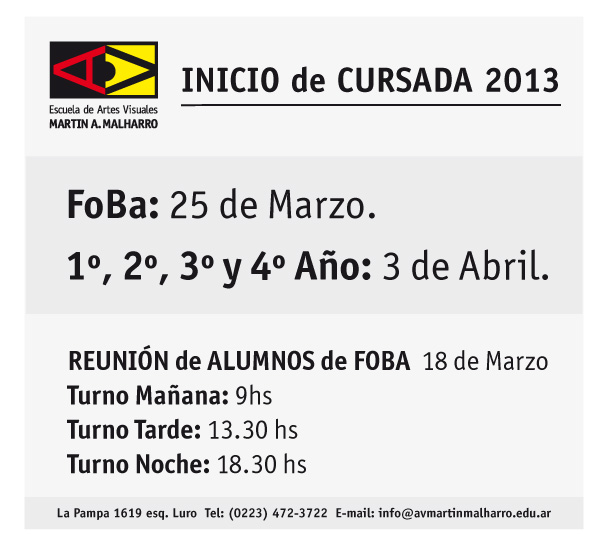 Escuela de Artes Visuales
MARTIN A. MALHARRO
INICIO de CURSADA 2013
FoBa: 25 de Marzo.
1º, 2º, 3º y 4º Año: 3 de Abril.
REUNIÓN de ALUMNOS de FOBA 18 de Marzo
Turno Mañana: 9hs
Turno Tarde: 13.30 hs
Turno Noche: 18.30 hs
La Pampa 1619 esq. Luro Tel: (0223) 472-3722 E-mail: info@avmartinmalharro.edu.ar